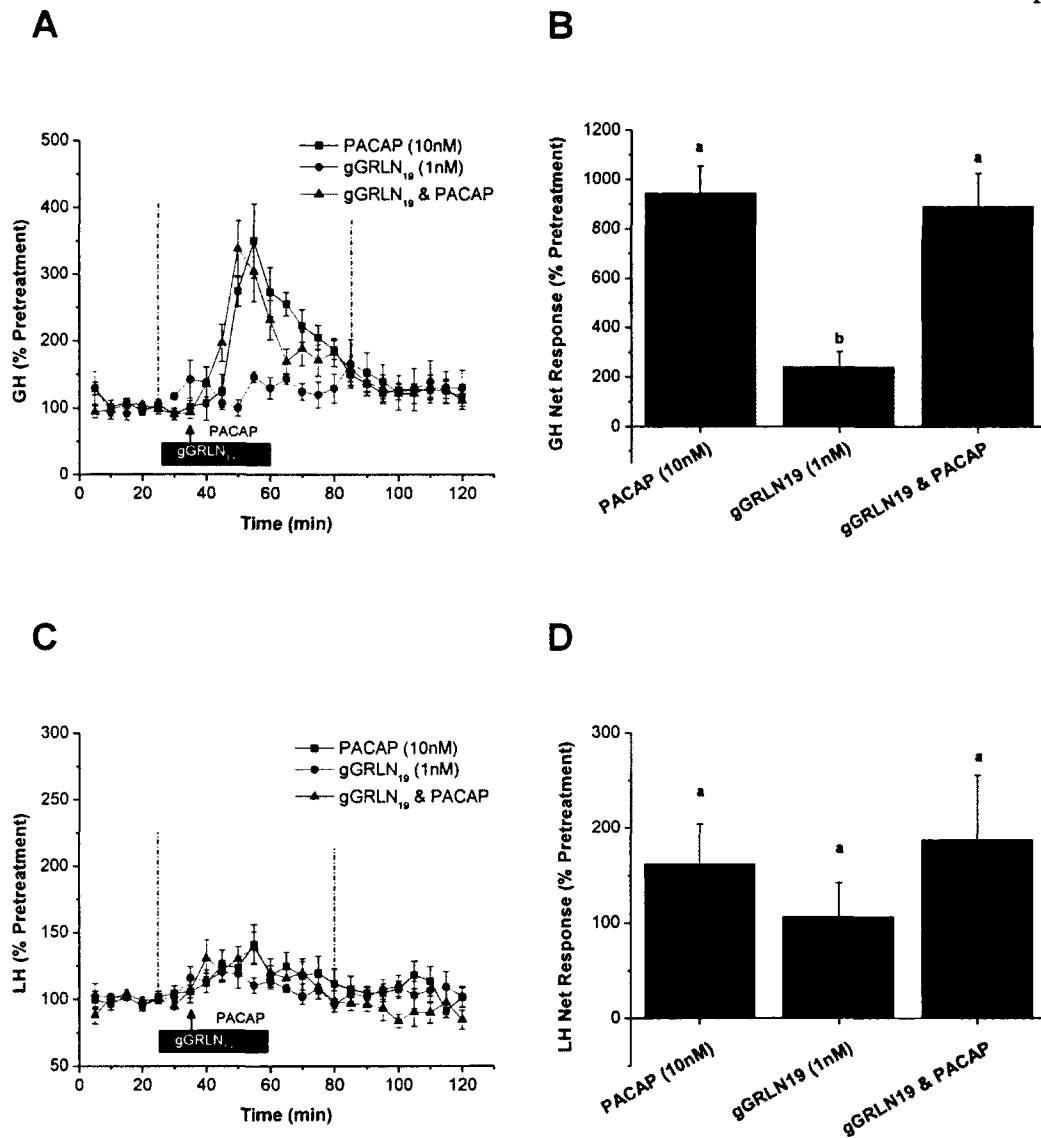 A
GH (% Pretreatment)
500
400
300
200
100
0
PACAP (10nM)
gGRLN19 (1nM)
gGRLN19 & PACAP
PACAP
gGRLN
0 20 40 60 80 100 120
Time (min)
B
GH Net Response (% Pretreatment)
1200
1000
800
600
400
200
0
a
b
a
PACAP (10nM)
gGRLN19 (1nM)
gGRLN19 & PACAP
C
LH (% Pretreatment)
300
250
200
150
100
50
PACAP (10nM)
gGRLN19 (1nM)
gGRLN19 & PACAP
PACAP
gGRLN
0 20 40 60 80 100 120
Time (min)
D
LH Net Response (% Pretreatment)
300
200
100
0
a
a
a
PACAP (10nM)
gGRLN19 (1nM)
gGRLN19 & PACAP